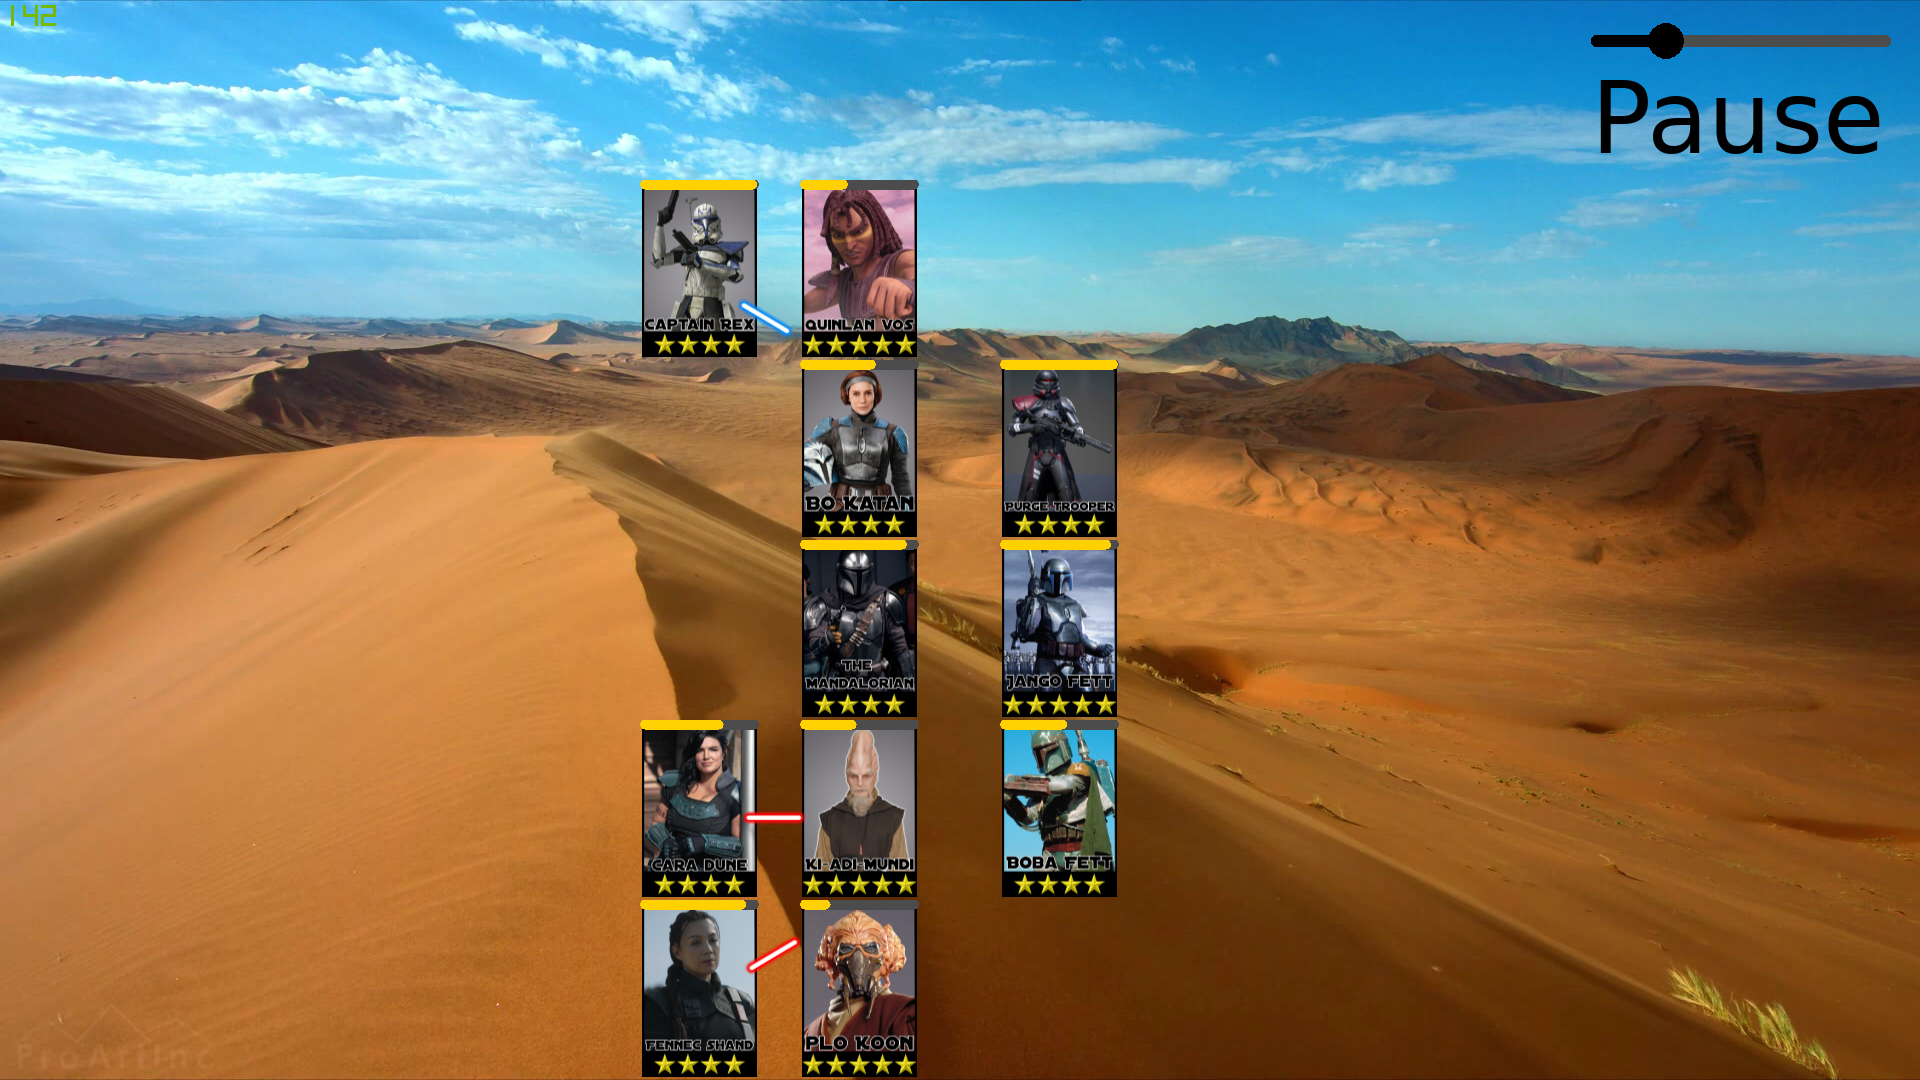 142
Pause
CAPTAIN REX
QUINLAN VOS
BO KATAN
PURGE TROOPER
THE
MANDALORIAN
JANGO FETT
CARA DUNE
KI-ADI-MUNDI
BOBA FETT
FENNEC SHAND
PLO KOON